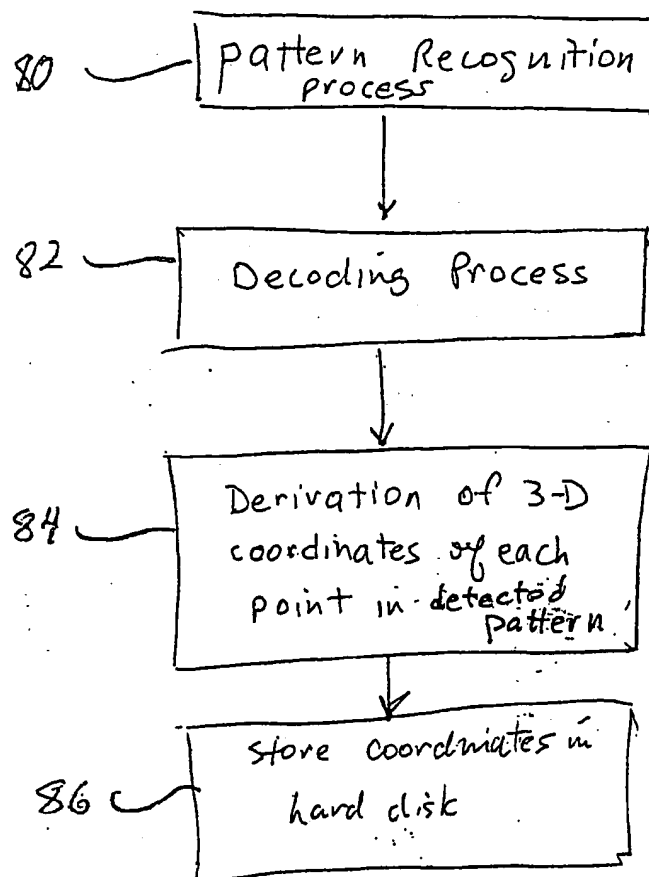 80
Pattern Recognition
process
82
Decoding Process
84
Derivation of 3-D
coordinates of each
point in detected
pattern
86
store coordinates in
hard disk